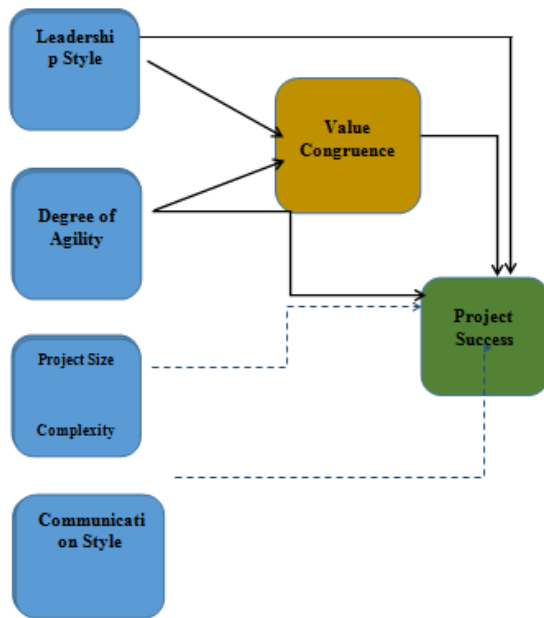 Leadershi
p Style
Value
Congruence
Degree of
Agility
Project
Success
Project Size
Complexity
Communicati
on Style